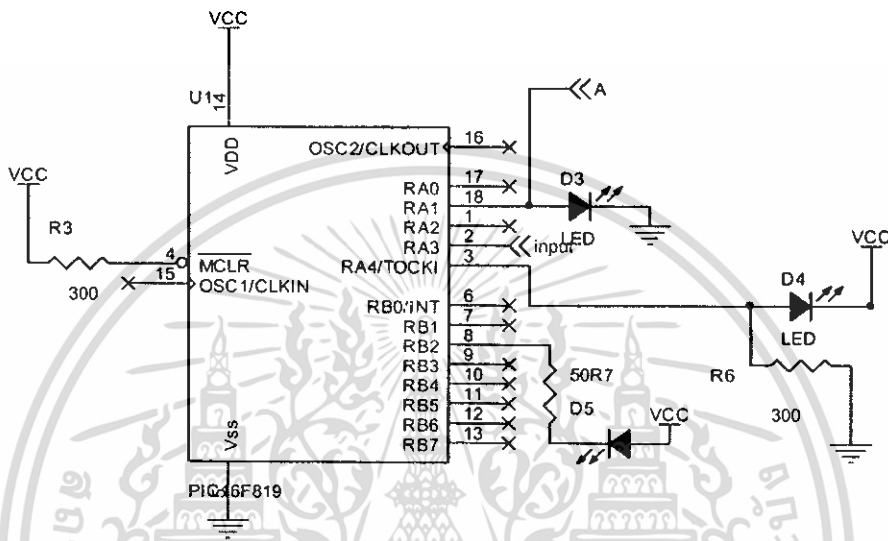 VCC
U14
14
VDD
OSC2/CLKOUT
16
A
VCC
R3
4
MCLR
15
OSC1/CLKIN
300
RA0
17
RA1
18
RA2
1
RA3
2
input
RA4/TOCKI
3
D3
LED
VCC
D4
LED
RB0/INT
6
RB1
7
RB2
8
RB3
9
RB4
10
RB5
11
RB6
12
RB7
13
50R7
D5
VCC
R6
300
Vss
PIC16F819